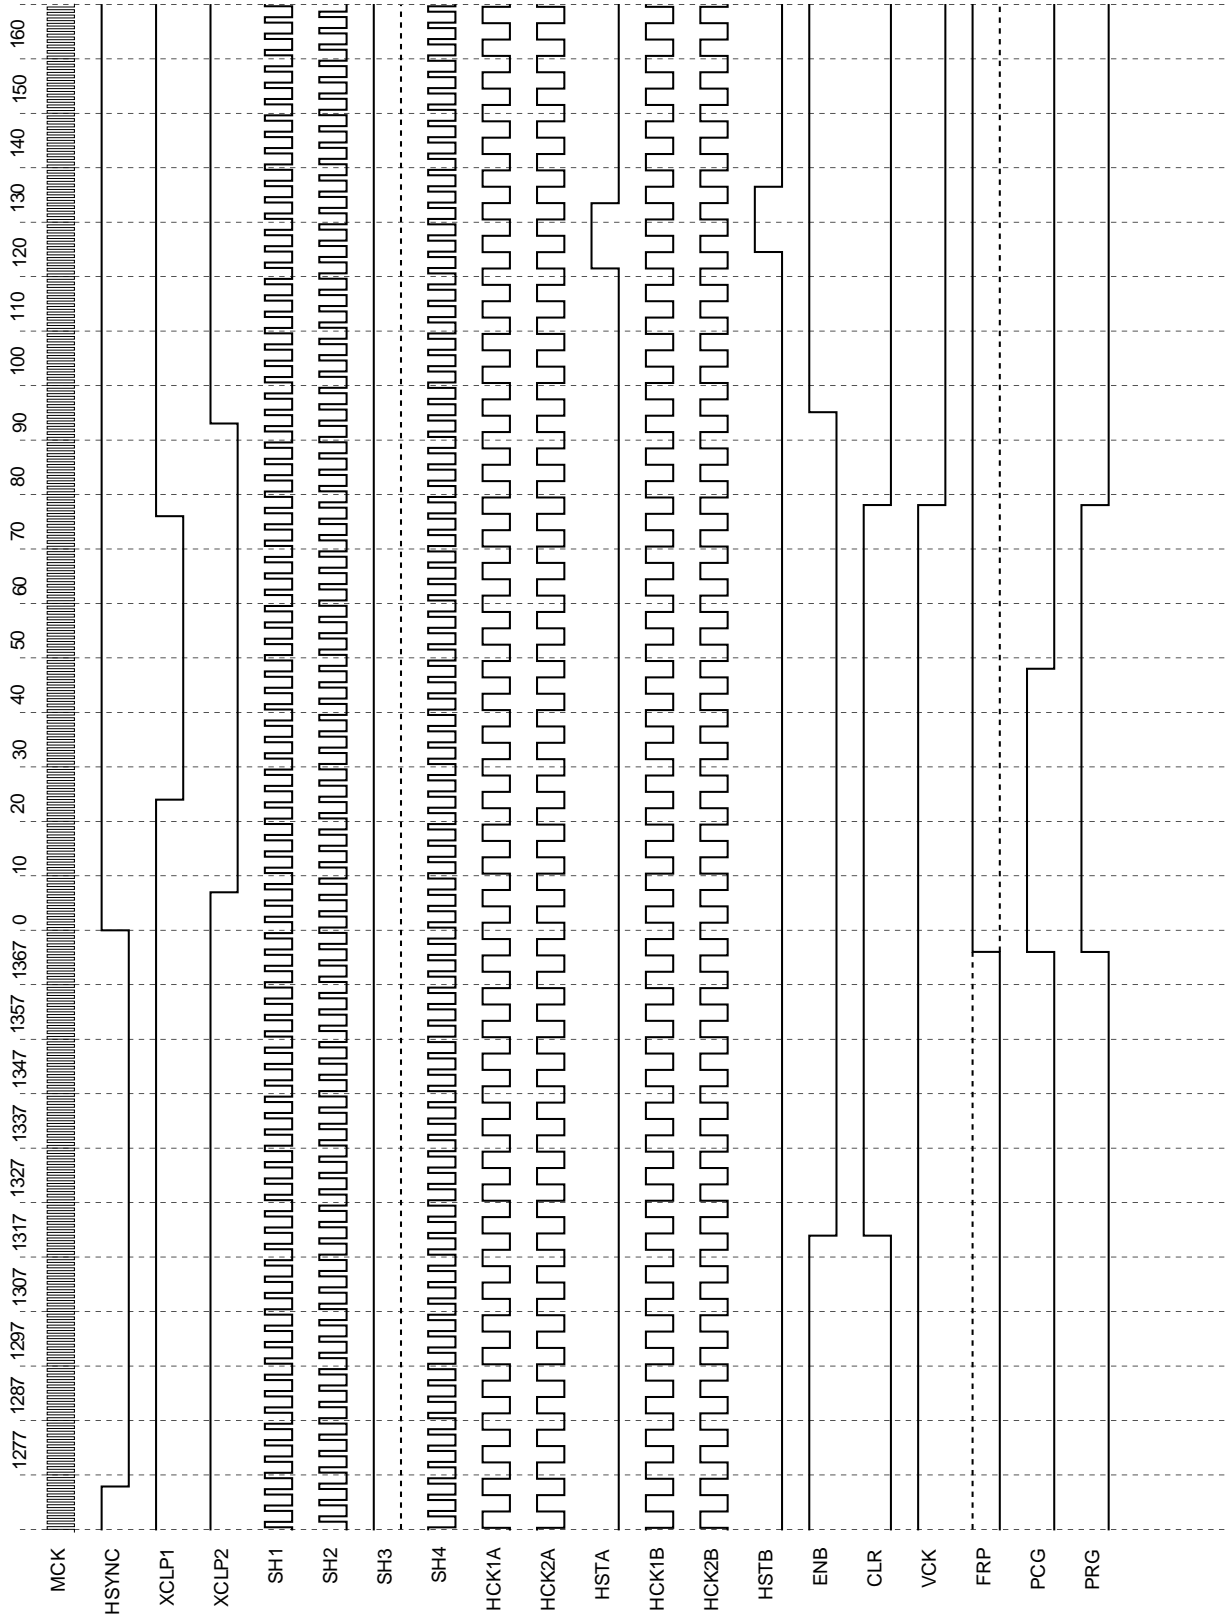 MCK
HSYNC
XCLP1
XCLP2
SH1
SH2
SH3
SH4
HCK1A
HCK2A
HSTA
HCK1B
HCK2B
HSTB
ENB
CLR
VCK
FRP
PCG
PRG
1277 1287 1297 1307 1317 1327 1337 1347 1357 1367 0 10 20 30 40 50 60 70 80 90 100 110 120 130 140 150 160